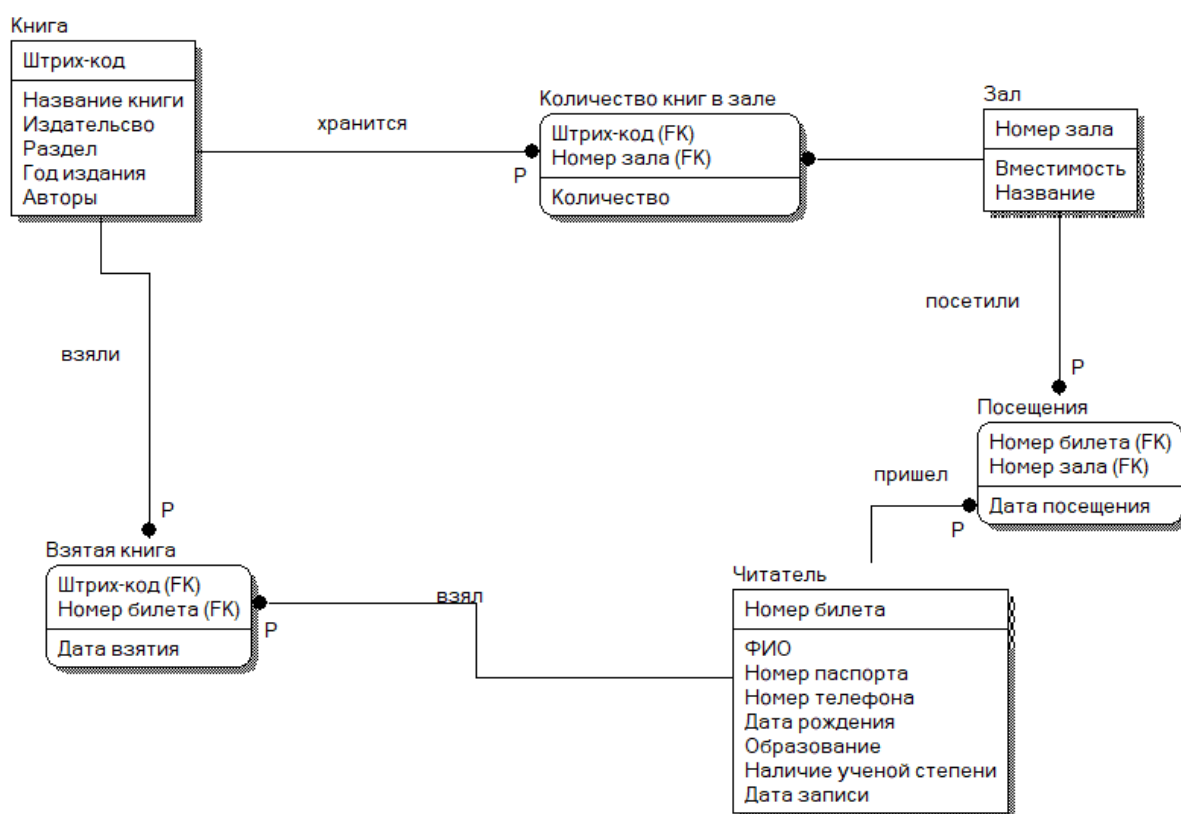 Книга
Штрих-код
Название книги
Издательсво
Раздел
Год издания
Авторы
хранится
P
Количество книг в зале
Штрих-код (FK)
Номер зала (FK)
Количество
Зал
Номер зала
Вместимость
Название
посетили
P
взяли
P
Посещения
Номер билета (FK)
Номер зала (FK)
Дата посещения
пришел
P
Взятая книга
Штрих-код (FK)
Номер билета (FK)
Дата взятия
взял
P
Читатель
Номер билета
ФИО
Номер паспорта
Номер телефона
Дата рождения
Образование
Наличие ученой степени
Дата записи